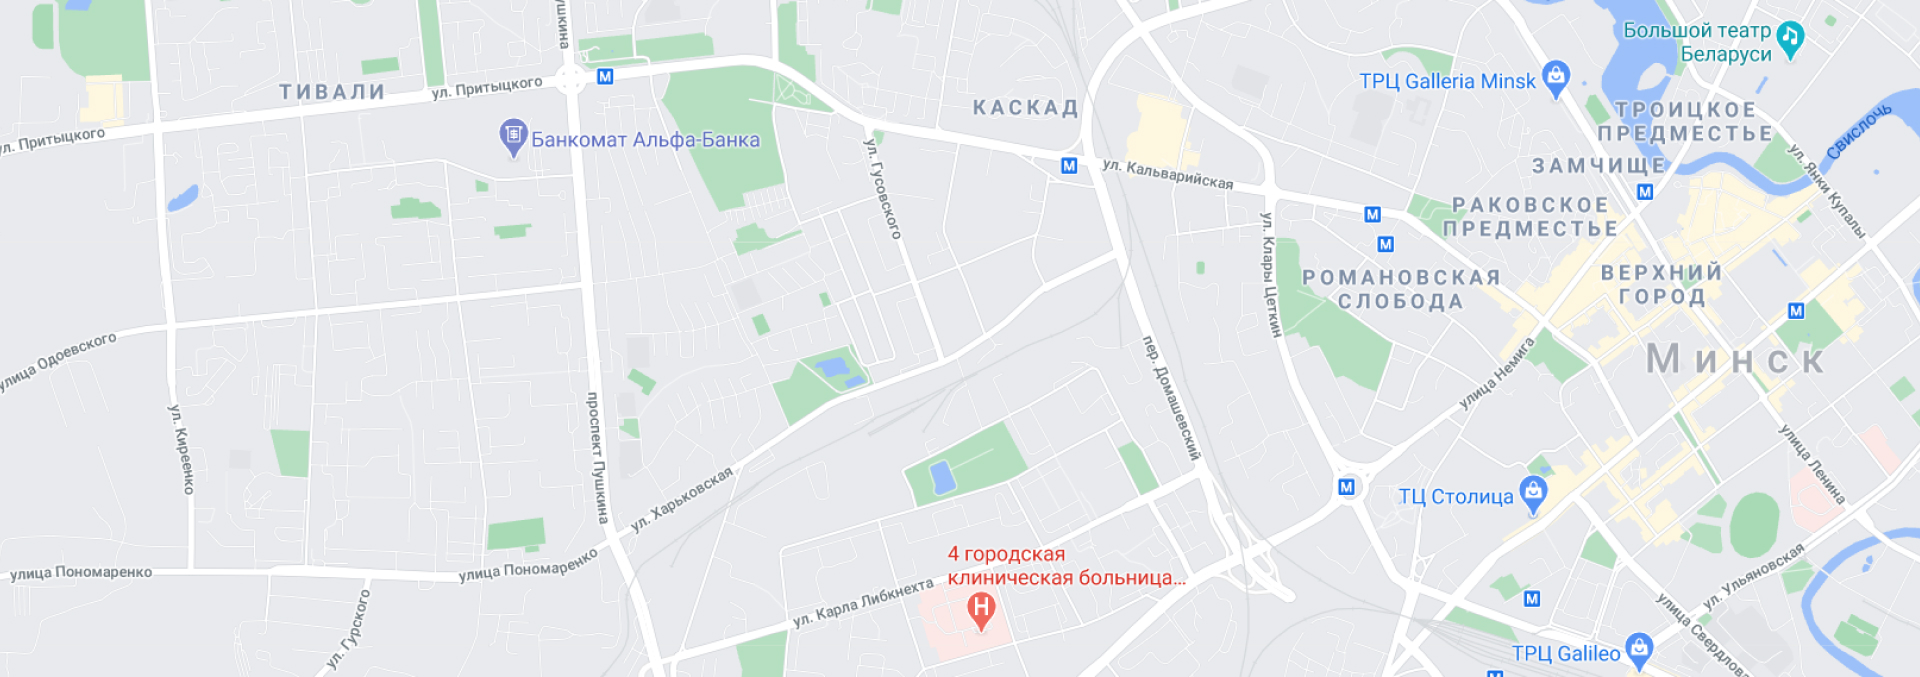 ушкина
Большой театр
Беларуси
ТРЦ Galleria Minsk
ТИВАЛИ
ул. Притыцкого
КАСКАД
ТРОИЦКОЕ
ПРЕДМЕСТЬЕ
Свислочь
ул. Притыцкого
Банкомат Альфа-Банка
ЗАМЧИЩЕ
ул. Гусовского
ул. Кальварийская
ул. Янки Купалы
РАКОВСКОЕ
ПРЕДМЕСТЬЕ
ул. Клары Цеткин
РОМАНОВСКАЯ
СЛОБОДА
ВЕРХНИЙ
ГОРОД
улица Одоевского
пер. Домашевский
улица Немига
Минск
ул. Киреенко
проспект Пушкина
улица Ленина
ул. Харьковская
ТЦ Столица
4 городская
клиническая больница...
улица Пономаренко
улица Пономаренко
ул. Карла Либкнехта
ул. Гурского
ул. Ульяновская
улица Свердлова
ТРЦ Galileo
M
M
M
M
M
M
M
M
H